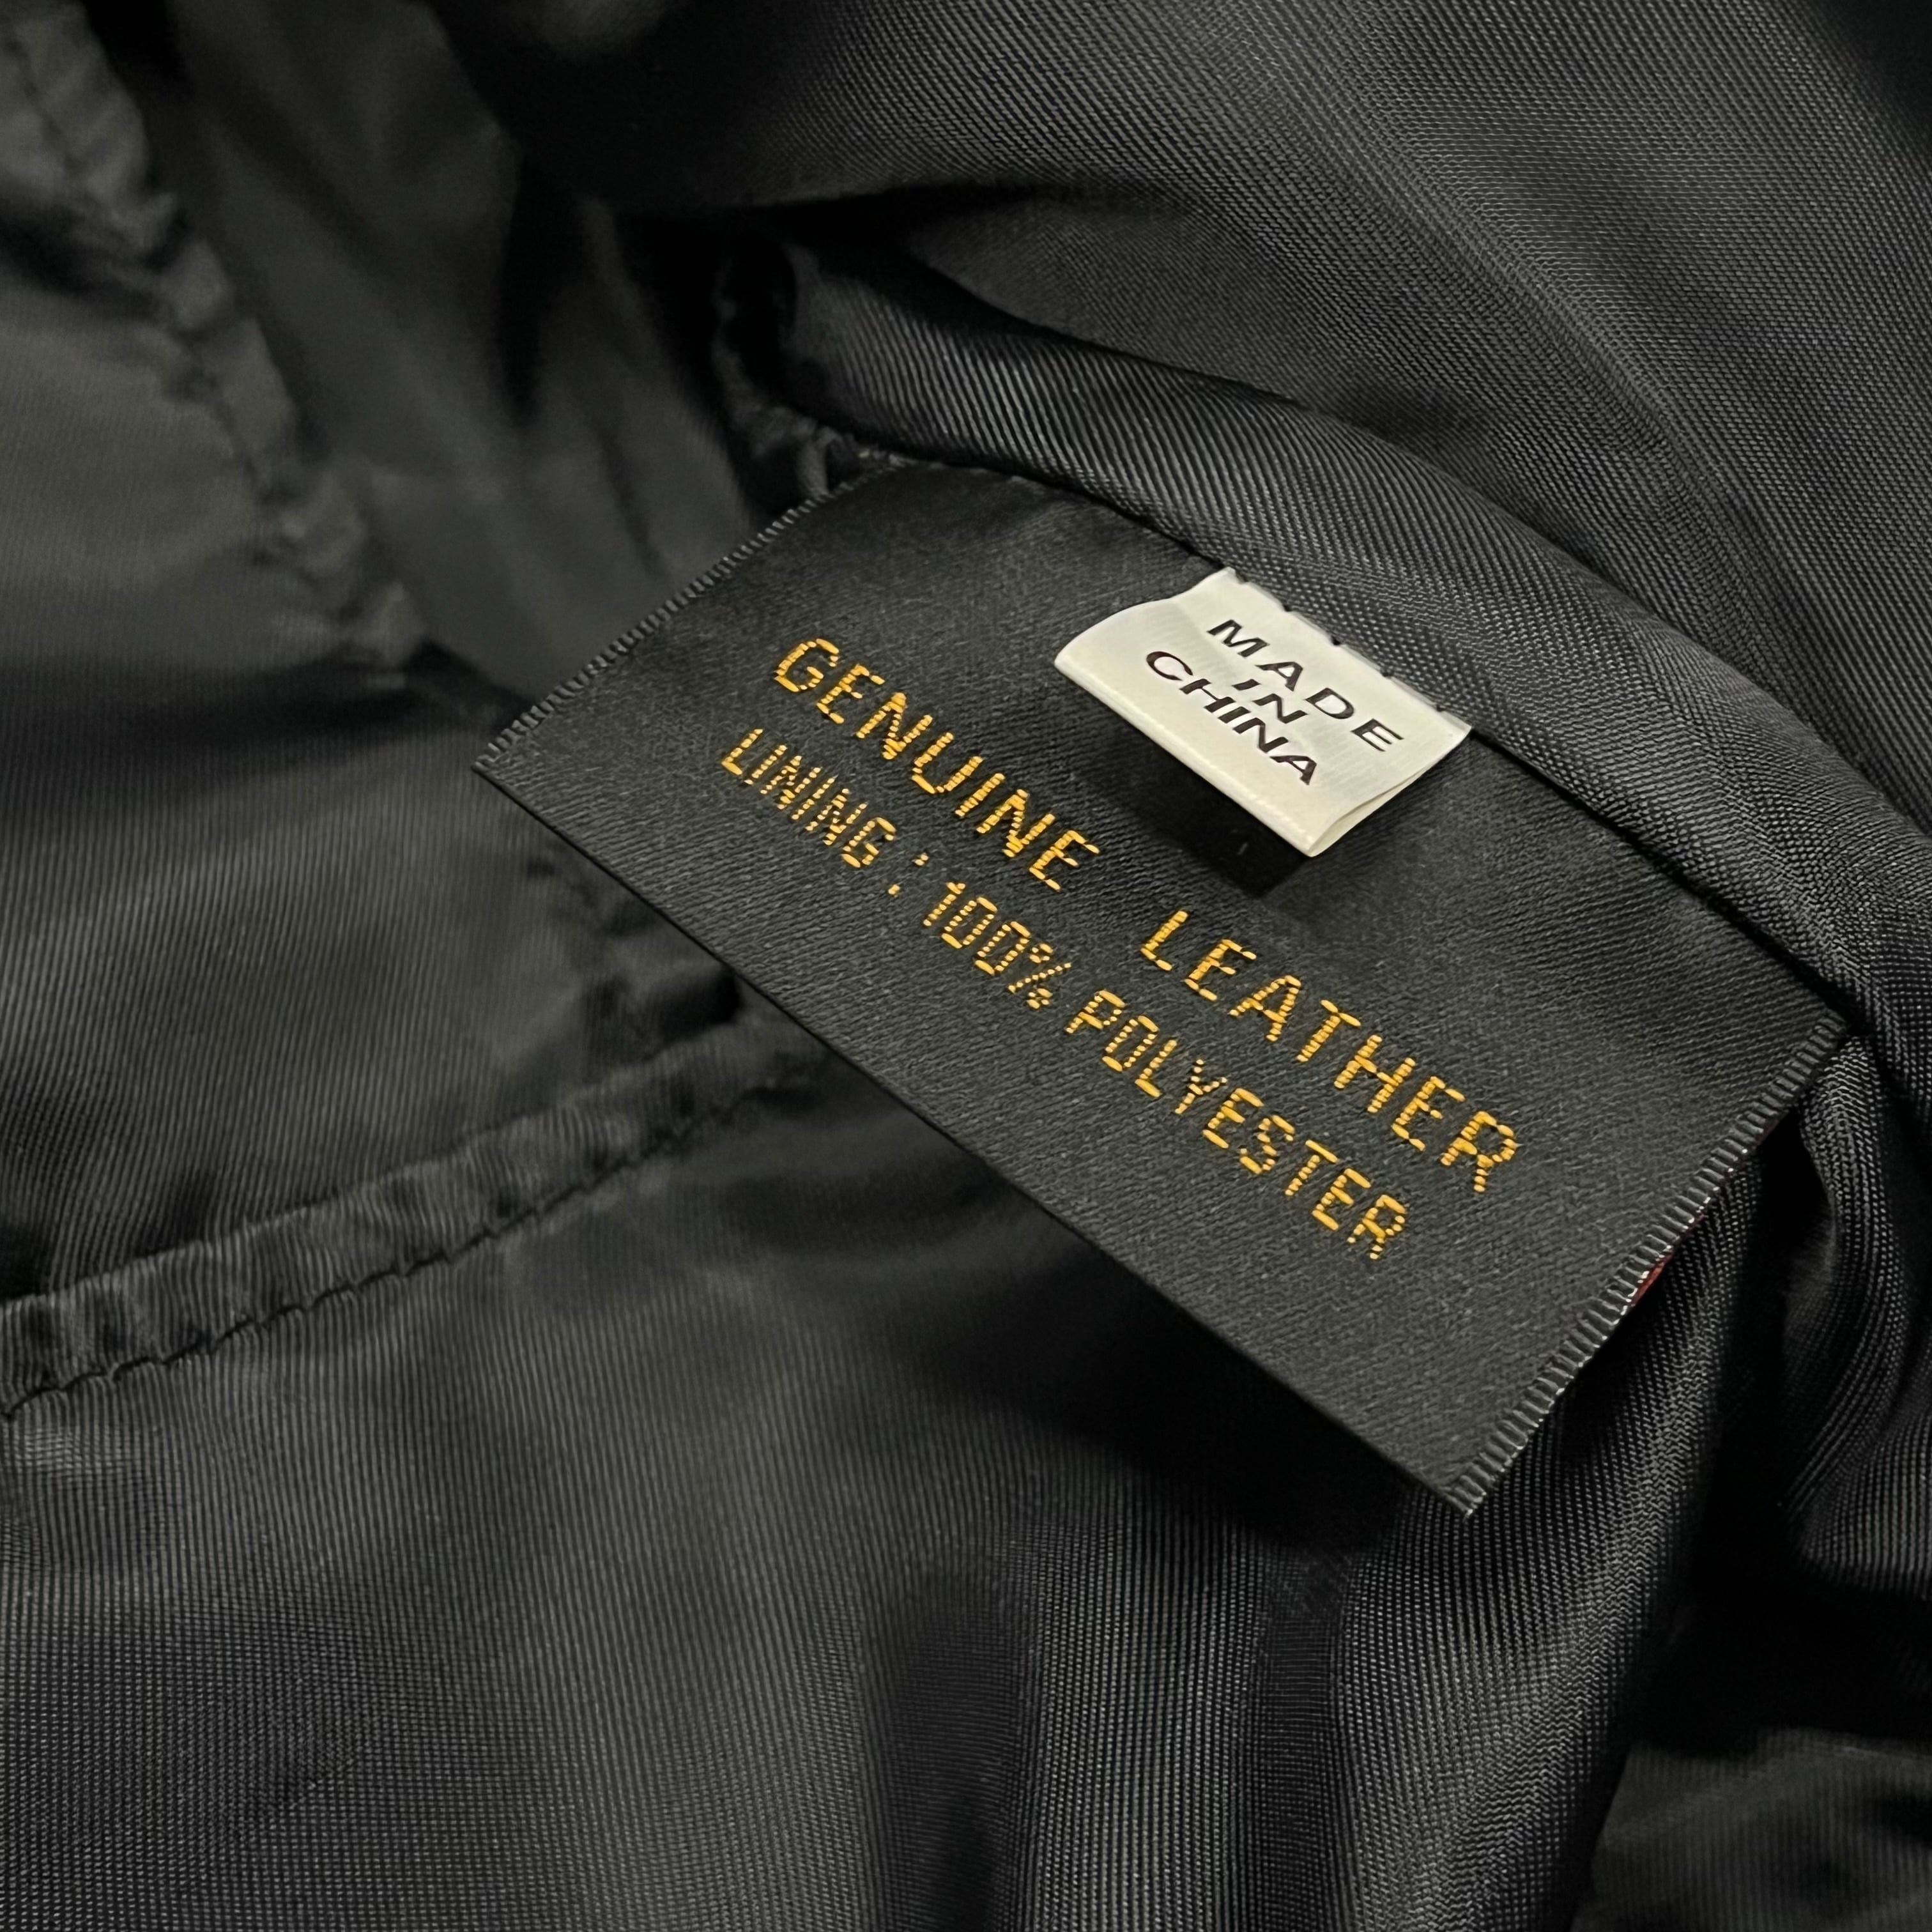 MADE
IN
CHINA
GENUINE LEATHER
LINING : 100% POLYESTER